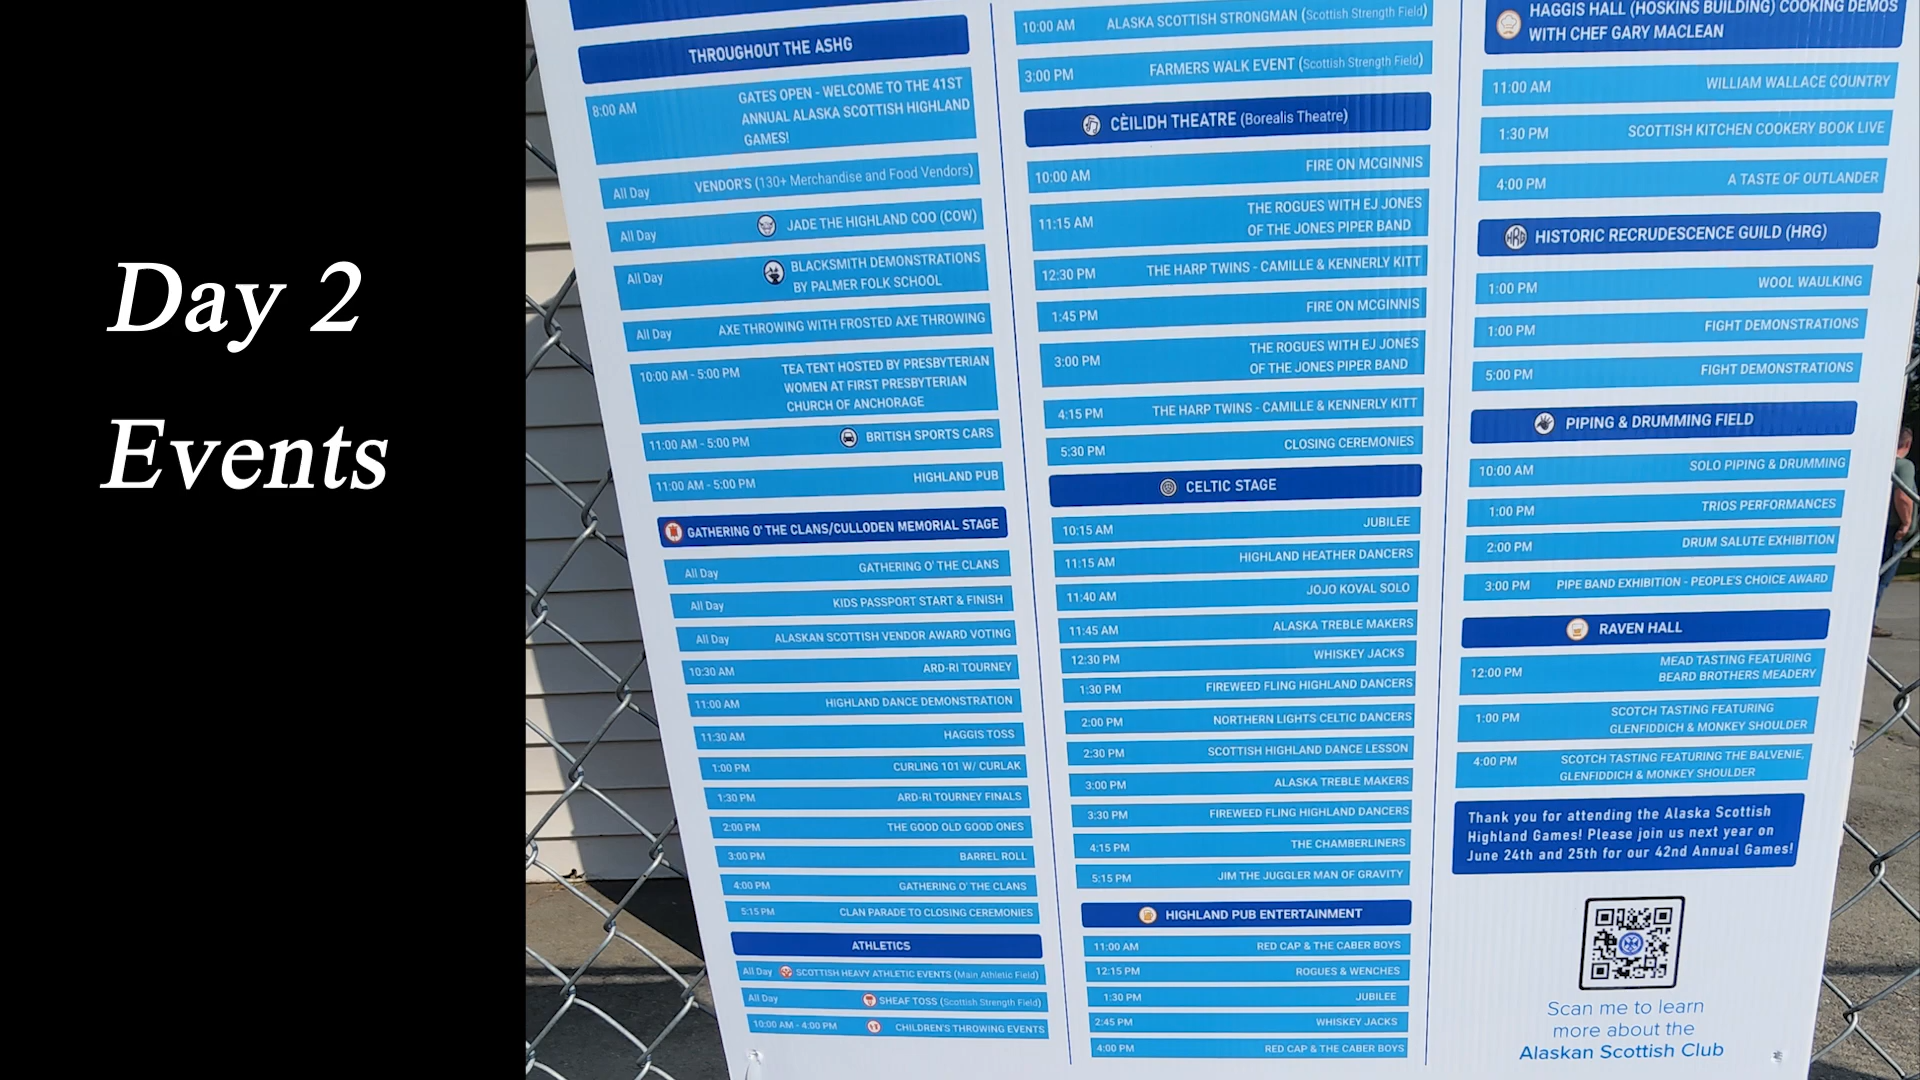 Day 2
Events
THROUGHOUT THE ASHG
8:00 AM GATES OPEN - WELCOME TO THE 41ST
ANNUAL ALASKA SCOTTISH HIGHLAND
GAMES!
All Day VENDOR'S (130+ Merchandise and Food Vendors)
All Day JADE THE HIGHLAND COO (COW)
All Day BLACKSMITH DEMONSTRATIONS
BY PALMER FOLK SCHOOL
All Day AXE THROWING WITH FROSTED AXE THROWING
10:00 AM - 5:00 PM TEA TENT HOSTED BY PRESBYTERIAN
WOMEN AT FIRST PRESBYTERIAN
CHURCH OF ANCHORAGE
11:00 AM - 5:00 PM BRITISH SPORTS CARS
11:00 AM - 5:00 PM HIGHLAND PUB
GATHERING O' THE CLANS/CULLODEN MEMORIAL STAGE
All Day GATHERING O' THE CLANS
All Day KIDS PASSPORT START & FINISH
All Day ALASKAN SCOTTISH VENDOR AWARD VOTING
10:30 AM ARD-RI TOURNEY
11:00 AM HIGHLAND DANCE DEMONSTRATION
11:30 AM HAGGIS TOSS
1:00 PM CURLING 101 W/ CURLAK
1:30 PM ARD-RI TOURNEY FINALS
2:00 PM THE GOOD OLD GOOD ONES
3:00 PM BARREL ROLL
4:00 PM GATHERING O' THE CLANS
5:15 PM CLAN PARADE TO CLOSING CEREMONIES
ATHLETICS
All Day SCOTTISH HEAVY ATHLETIC EVENTS (Main Athletic Field)
All Day SHEAF TOSS (Scottish Strength Field)
10:00 AM - 4:00 PM CHILDREN'S THROWING EVENTS
10:00 AM ALASKA SCOTTISH STRONGMAN (Scottish Strength Field)
3:00 PM FARMERS WALK EVENT (Scottish Strength Field)
CÈILIDH THEATRE (Borealis Theatre)
10:00 AM FIRE ON MCGINNIS
11:15 AM THE ROGUES WITH EJ JONES
OF THE JONES PIPER BAND
12:30 PM THE HARP TWINS - CAMILLE & KENNERLY KITT
1:45 PM FIRE ON MCGINNIS
3:00 PM THE ROGUES WITH EJ JONES
OF THE JONES PIPER BAND
4:15 PM THE HARP TWINS - CAMILLE & KENNERLY KITT
5:30 PM CLOSING CEREMONIES
CELTIC STAGE
10:15 AM JUBILEE
11:15 AM HIGHLAND HEATHER DANCERS
11:40 AM JOJO KOVAL SOLO
11:45 AM ALASKA TREBLE MAKERS
12:30 PM WHISKEY JACKS
1:30 PM FIREWEED FLING HIGHLAND DANCERS
2:00 PM NORTHERN LIGHTS CELTIC DANCERS
2:30 PM SCOTTISH HIGHLAND DANCE LESSON
3:00 PM ALASKA TREBLE MAKERS
3:30 PM FIREWEED FLING HIGHLAND DANCERS
4:15 PM THE CHAMBERLINERS
5:15 PM JIM THE JUGGLER MAN OF GRAVITY
HIGHLAND PUB ENTERTAINMENT
11:00 AM RED CAP & THE CABER BOYS
12:15 PM ROGUES & WENCHES
1:30 PM JUBILEE
2:45 PM WHISKEY JACKS
4:00 PM RED CAP & THE CABER BOYS
HAGGIS HALL (HOSKINS BUILDING) COOKING DEMOS
WITH CHEF GARY MACLEAN
11:00 AM WILLIAM WALLACE COUNTRY
1:30 PM SCOTTISH KITCHEN COOKERY BOOK LIVE
4:00 PM A TASTE OF OUTLANDER
HRG HISTORIC RECRUDESCENCE GUILD (HRG)
1:00 PM WOOL WAULKING
1:00 PM FIGHT DEMONSTRATIONS
5:00 PM FIGHT DEMONSTRATIONS
PIPING & DRUMMING FIELD
10:00 AM SOLO PIPING & DRUMMING
1:00 PM TRIOS PERFORMANCES
2:00 PM DRUM SALUTE EXHIBITION
3:00 PM PIPE BAND EXHIBITION - PEOPLE'S CHOICE AWARD
RAVEN HALL
12:00 PM MEAD TASTING FEATURING
BEARD BROTHERS MEADERY
1:00 PM SCOTCH TASTING FEATURING
GLENFIDDICH & MONKEY SHOULDER
4:00 PM SCOTCH TASTING FEATURING THE BALVENIE,
GLENFIDDICH & MONKEY SHOULDER
Thank you for attending the Alaska Scottish
Highland Games! Please join us next year on
June 24th and 25th for our 42nd Annual Games!
Scan me to learn
more about the
Alaskan Scottish Club